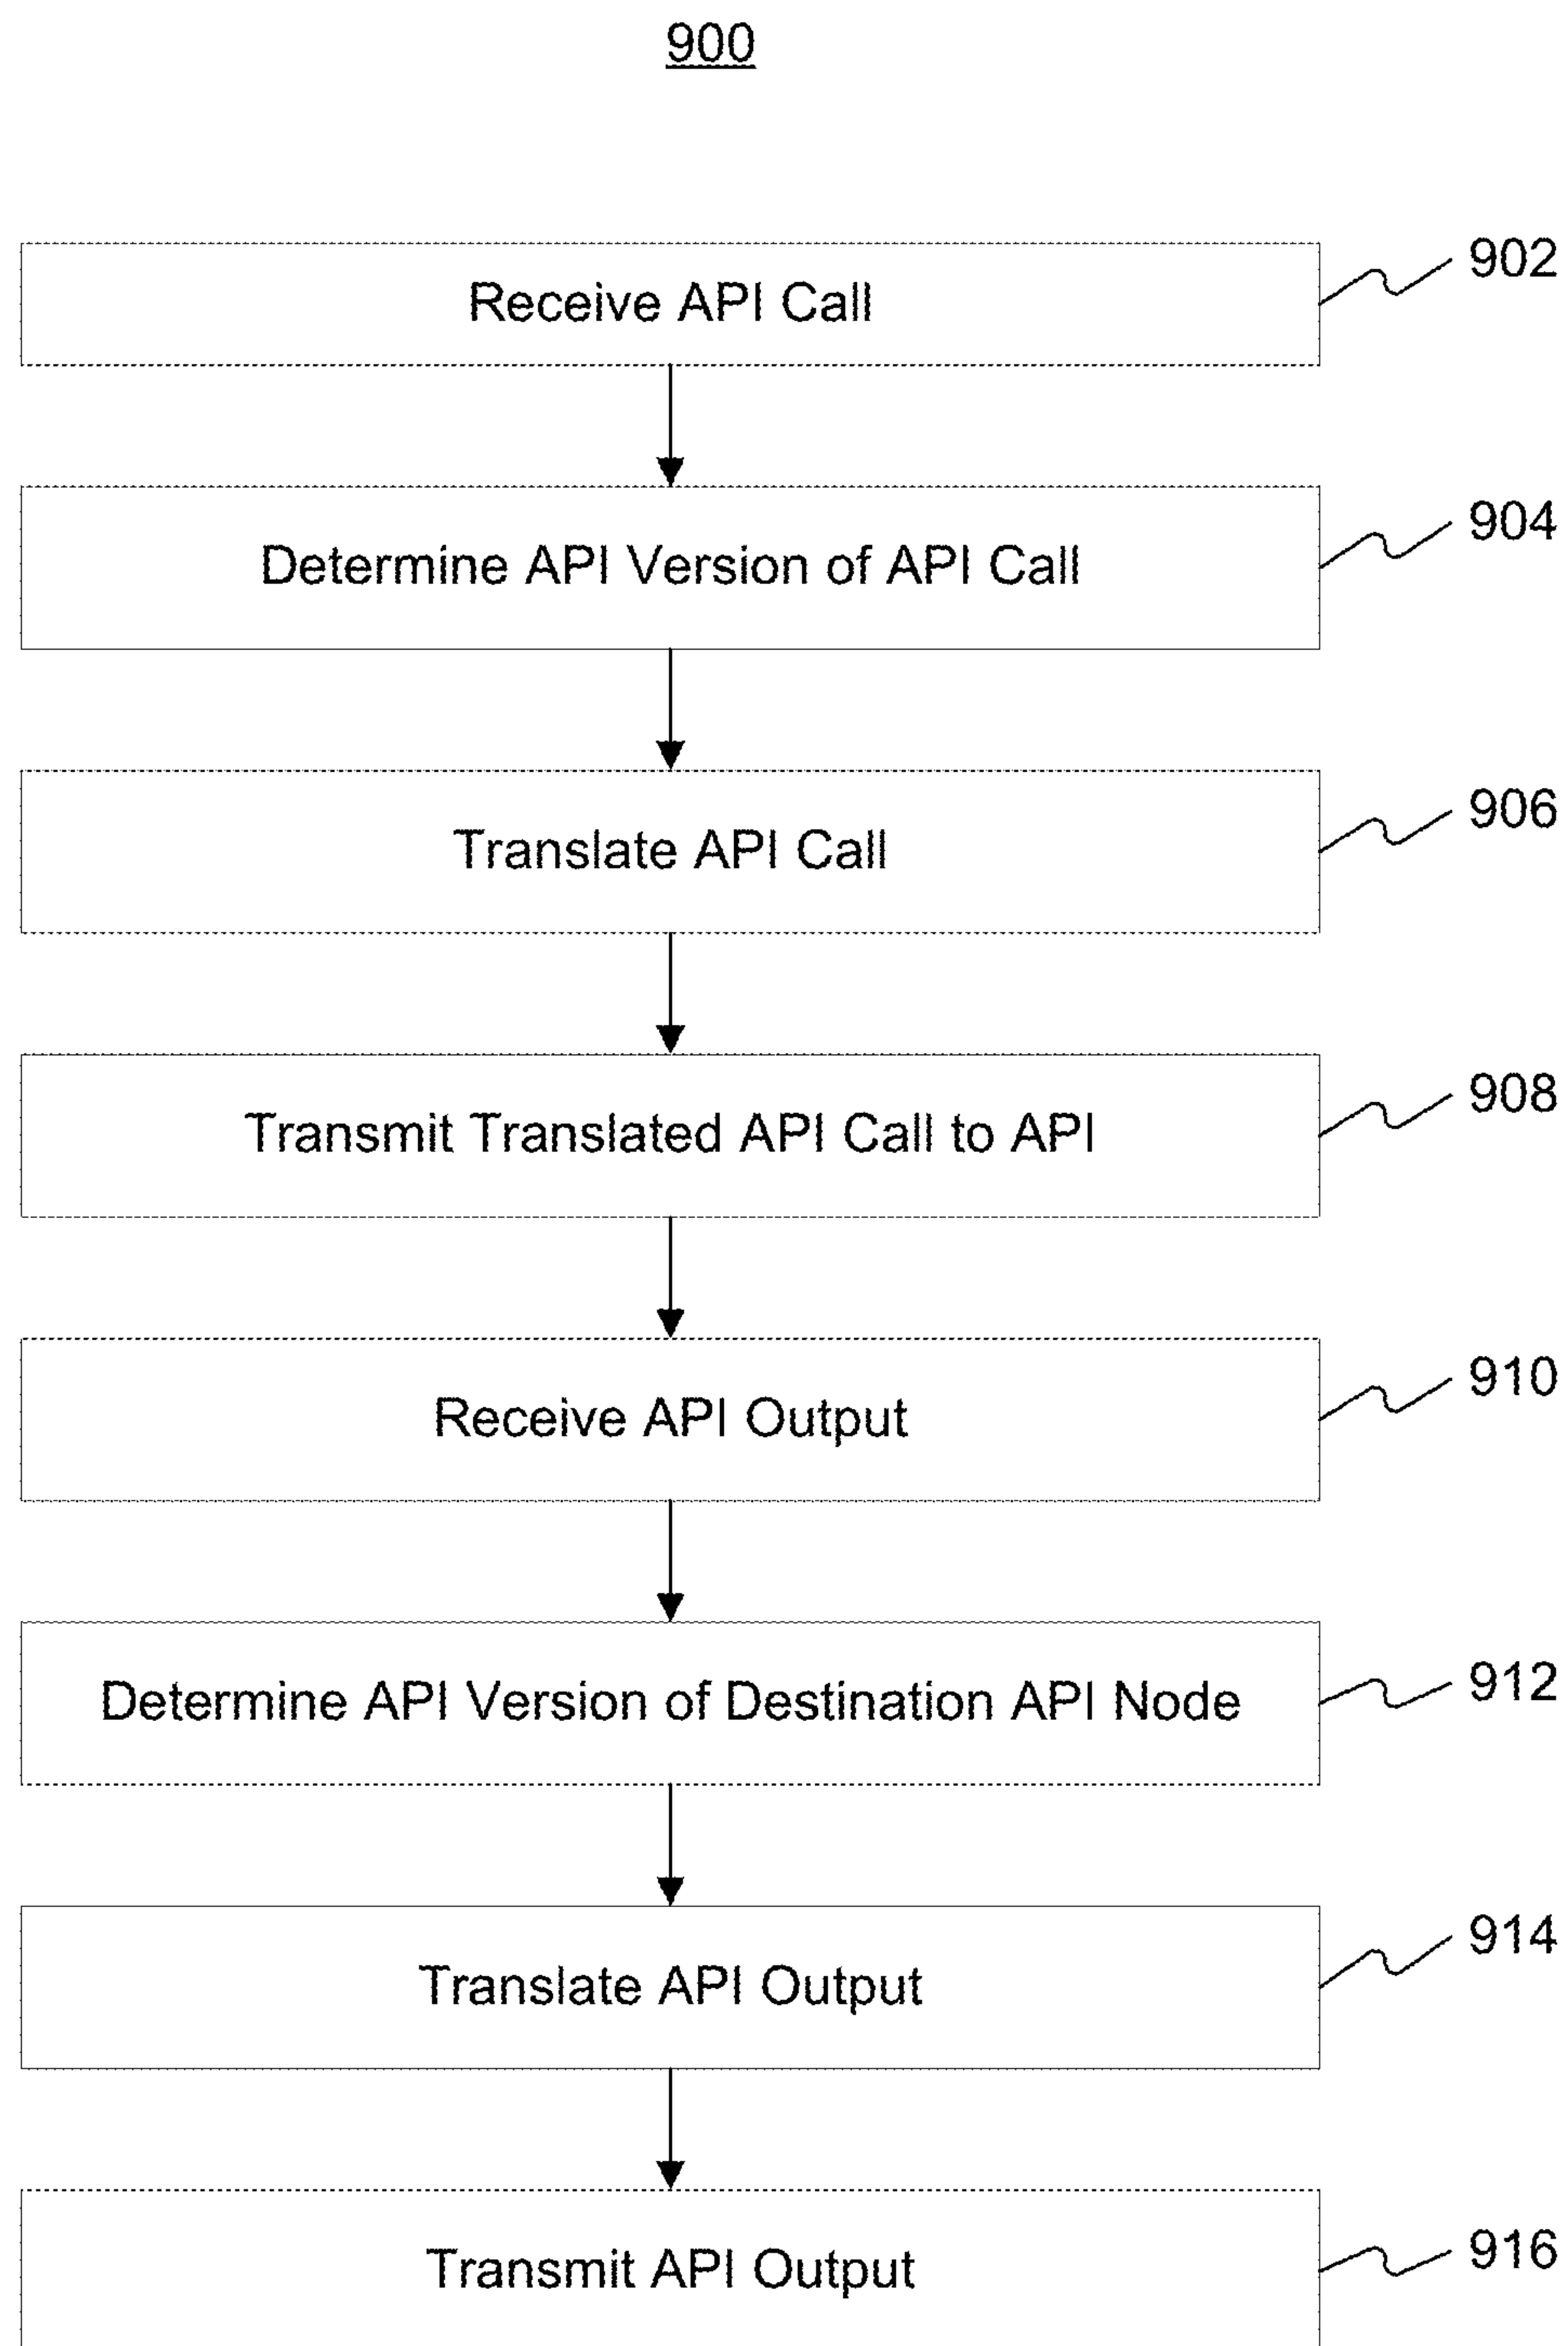 900
Receive API Call
902
Determine API Version of API Call
904
Translate API Call
906
Transmit Translated API Call to API
908
Receive API Output
910
Determine API Version of Destination API Node
912
Translate API Output
914
Transmit API Output
916